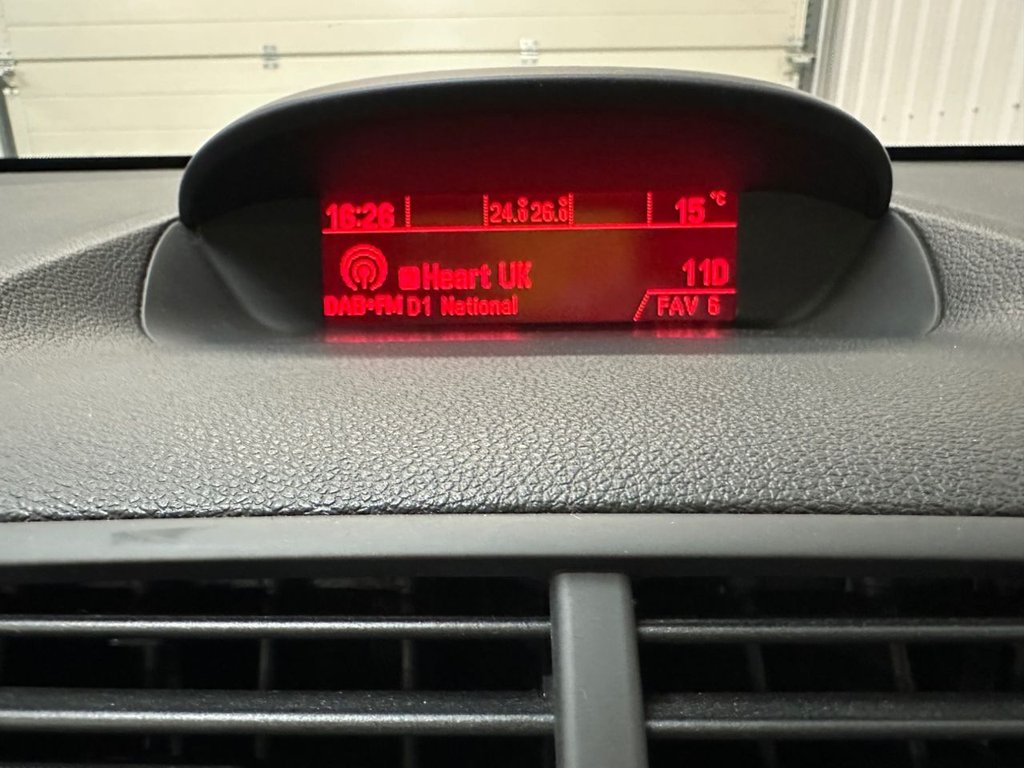 16:26 24.0 26.0 15 °C
Heart UK 11D
DAB•FM D1 National FAV 6